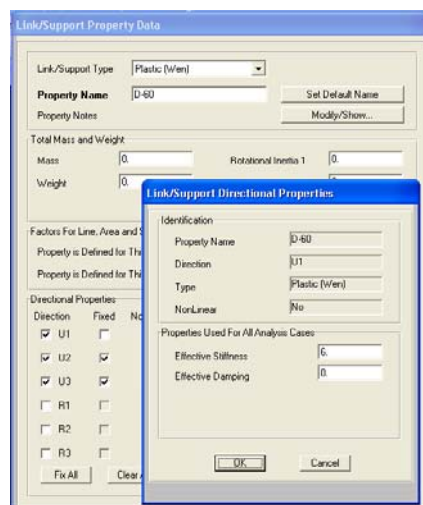 Link/Support Property Data
Link/Support Type Plastic (Wen)
Property Name D-60 Set Default Name
Property Notes Modify/Show...
Total Mass and Weight
Mass 0. Rotational Inertia 1 0.
Weight 0.
Factors For Line, Area and
Property is Defined for Thi
Property is Defined for Thi
Directional Properties
Direction Fixed
U1
U2
U3
R1
R2
R3
Fix All Clear
Link/Support Directional Properties
Identification
Property Name D-60
Direction U1
Type Plastic (Wen)
NonLinear No
Properties Used For All Analysis Cases
Effective Stiffness 6.
Effective Damping 0.
OK Cancel